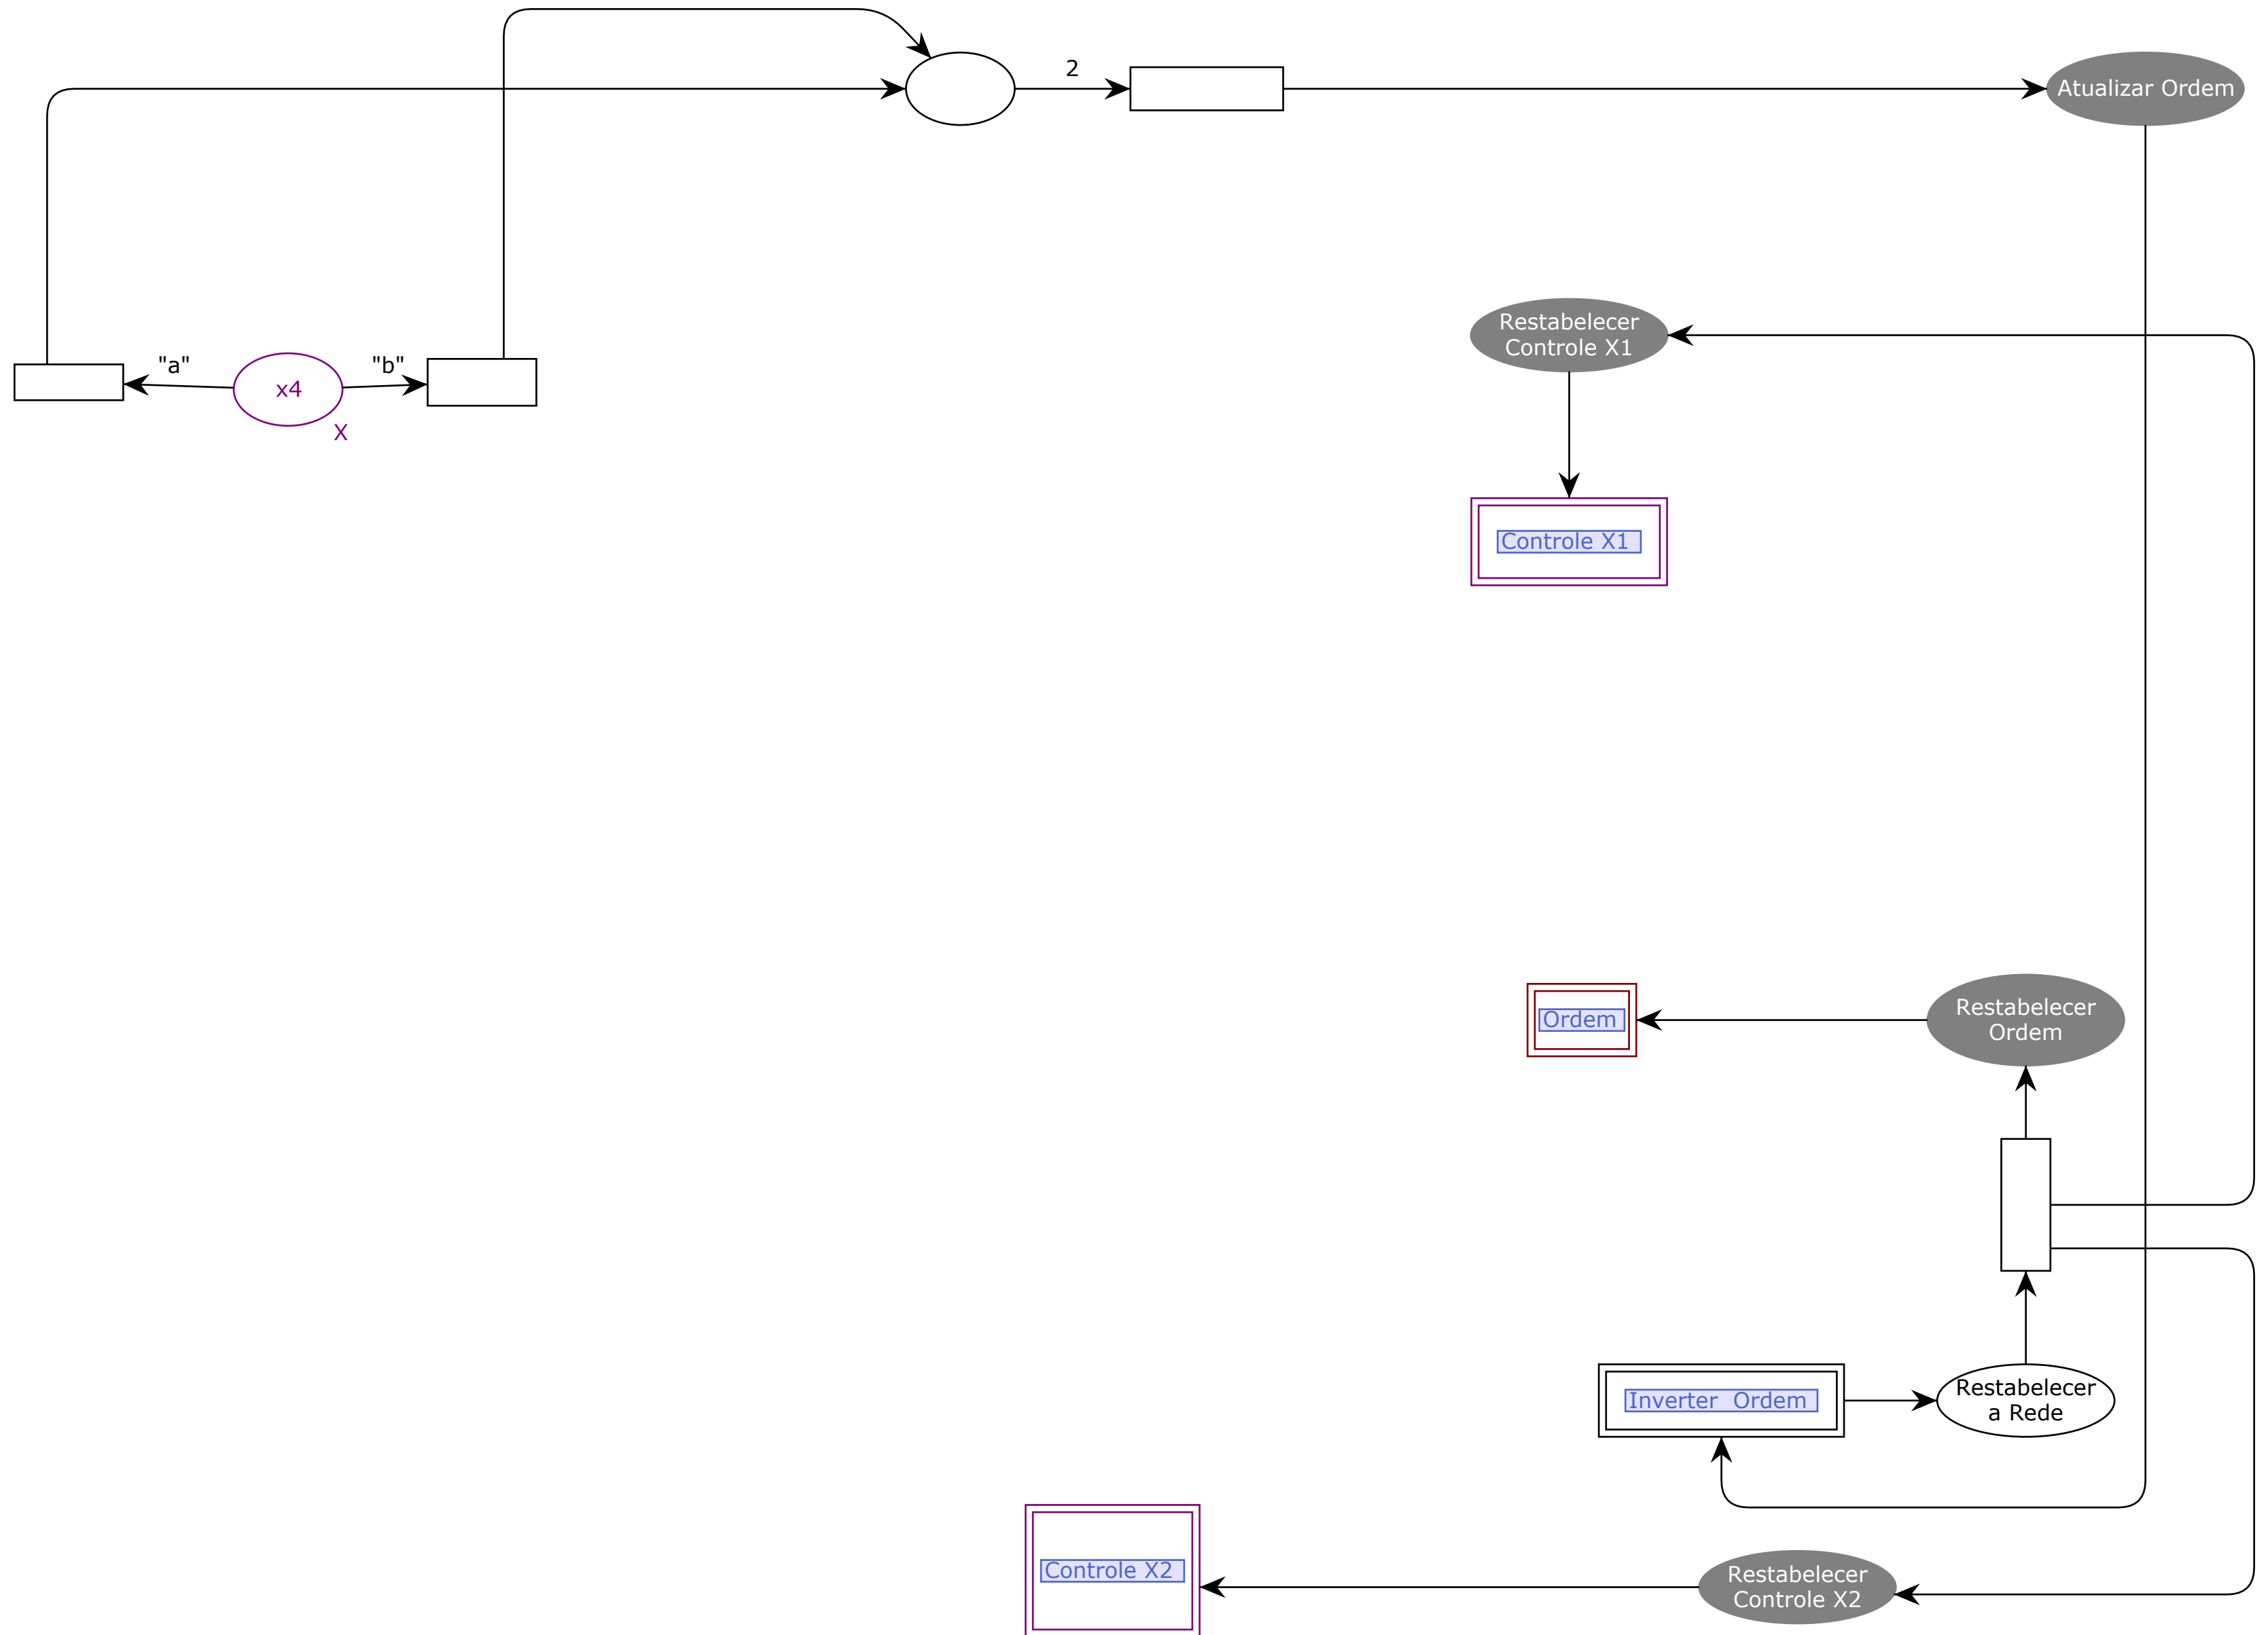 2
Atualizar Ordem
Restabelecer
Controle X1
"a"
"b"
x4
X
Controle X1
Restabelecer
Ordem
Ordem
Restabelecer
a Rede
Inverter Ordem
Controle X2
Restabelecer
Controle X2